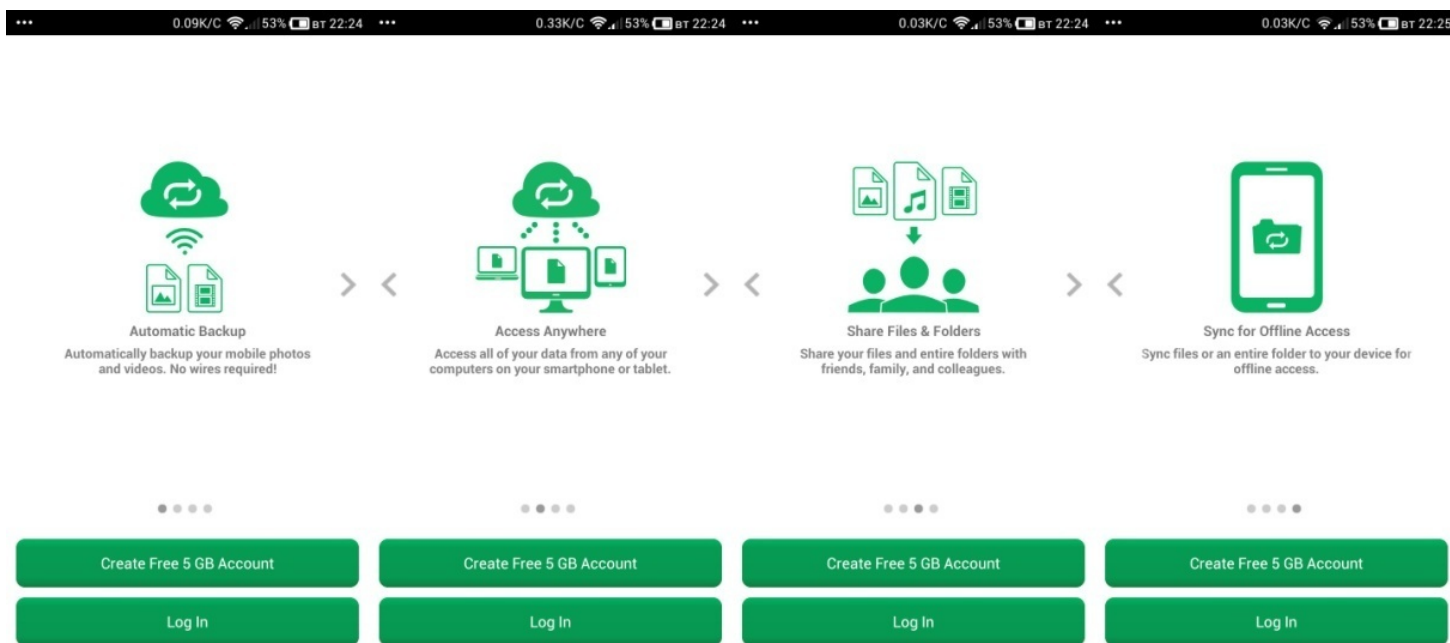 0.09K/C 53% вт 22:24
Automatic Backup
Automatically backup your mobile photos
and videos. No wires required!
Create Free 5 GB Account
Log In
0.33K/C 53% вт 22:24
Access Anywhere
Access all of your data from any of your
computers on your smartphone or tablet.
Create Free 5 GB Account
Log In
0.03K/C 53% вт 22:24
Share Files & Folders
Share your files and entire folders with
friends, family, and colleagues.
Create Free 5 GB Account
Log In
0.03K/C 53% вт 22:25
Sync for Offline Access
Sync files or an entire folder to your device for
offline access.
Create Free 5 GB Account
Log In